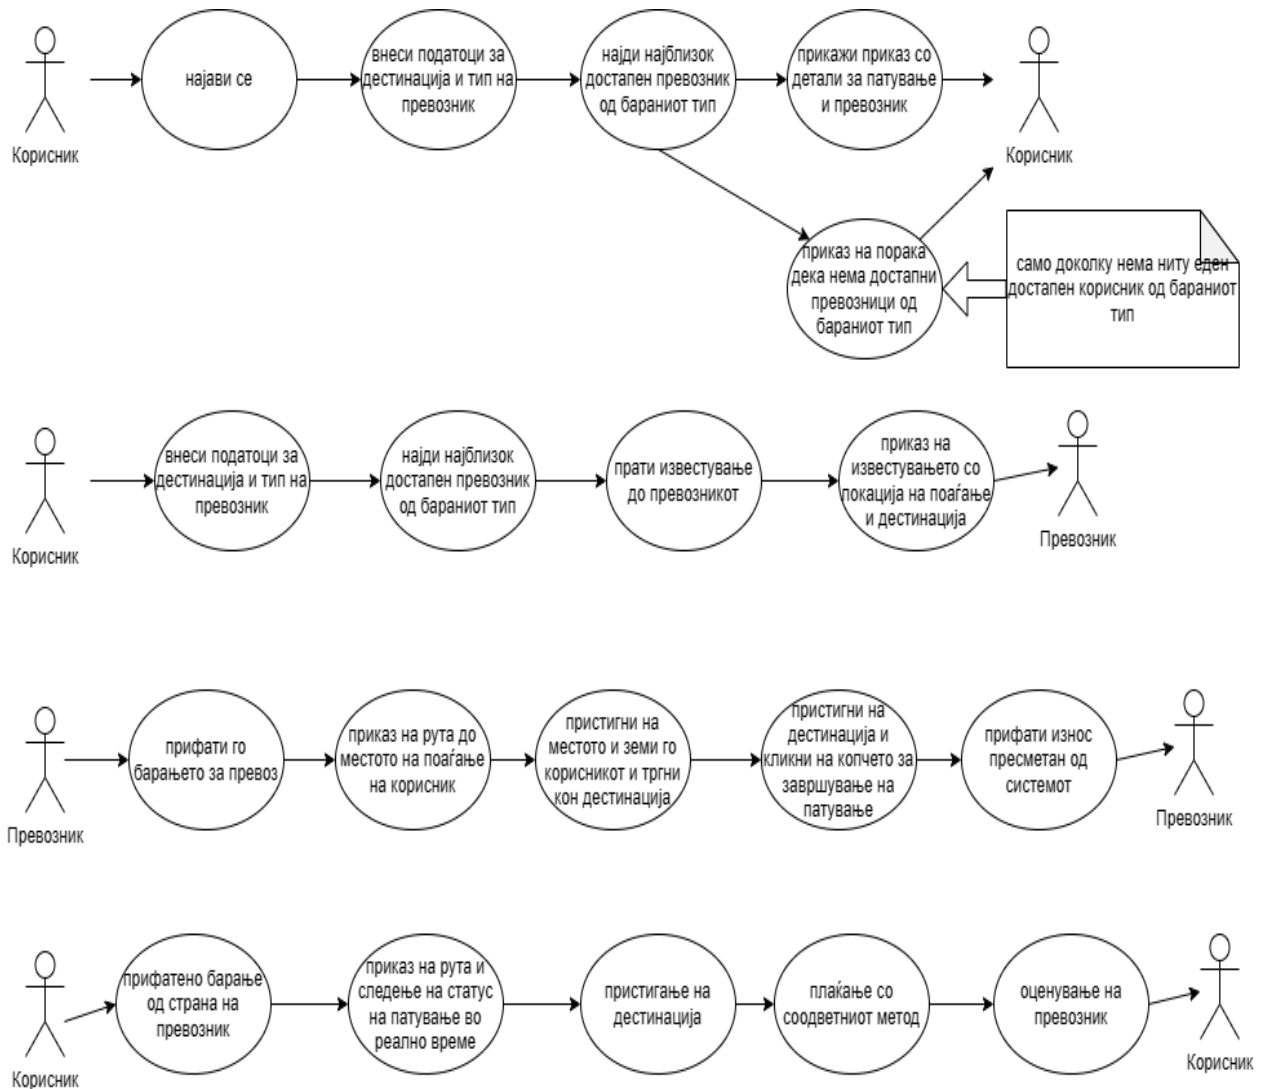 најави се
внеси податоци за
дестинација и тип на
превозник
најди најблизок
достапен превозник
од бараниот тип
прикажи приказ со
детали за патување
и превозник
Корисник
Корисник
приказ на порака
дека нема достапни
превозници од
бараниот тип
само доколку нема ниту еден
достапен корисник од бараниот
тип
внеси податоци за
дестинација и тип на
превозник
најди најблизок
достапен превозник
од бараниот тип
прати известување
до превозникот
приказ на
известувањето со
локација на поаѓање
и дестинација
Корисник
Превозник
прифати го
барањето за превоз
приказ на рута до
местото на поаѓање
на корисник
пристигни на
местото и земи го
корисникот и тргни
кон дестинација
пристигни на
дестинација и
кликни на копчето за
завршување на
патување
прифати износ
пресметан од
системот
Превозник
Превозник
прифатено барање
од страна на
превозник
приказ на рута и
следење на статус
на патување во
реално време
пристигање на
дестинација
плаќање со
соодветниот метод
оценување на
превозник
Корисник
Корисник